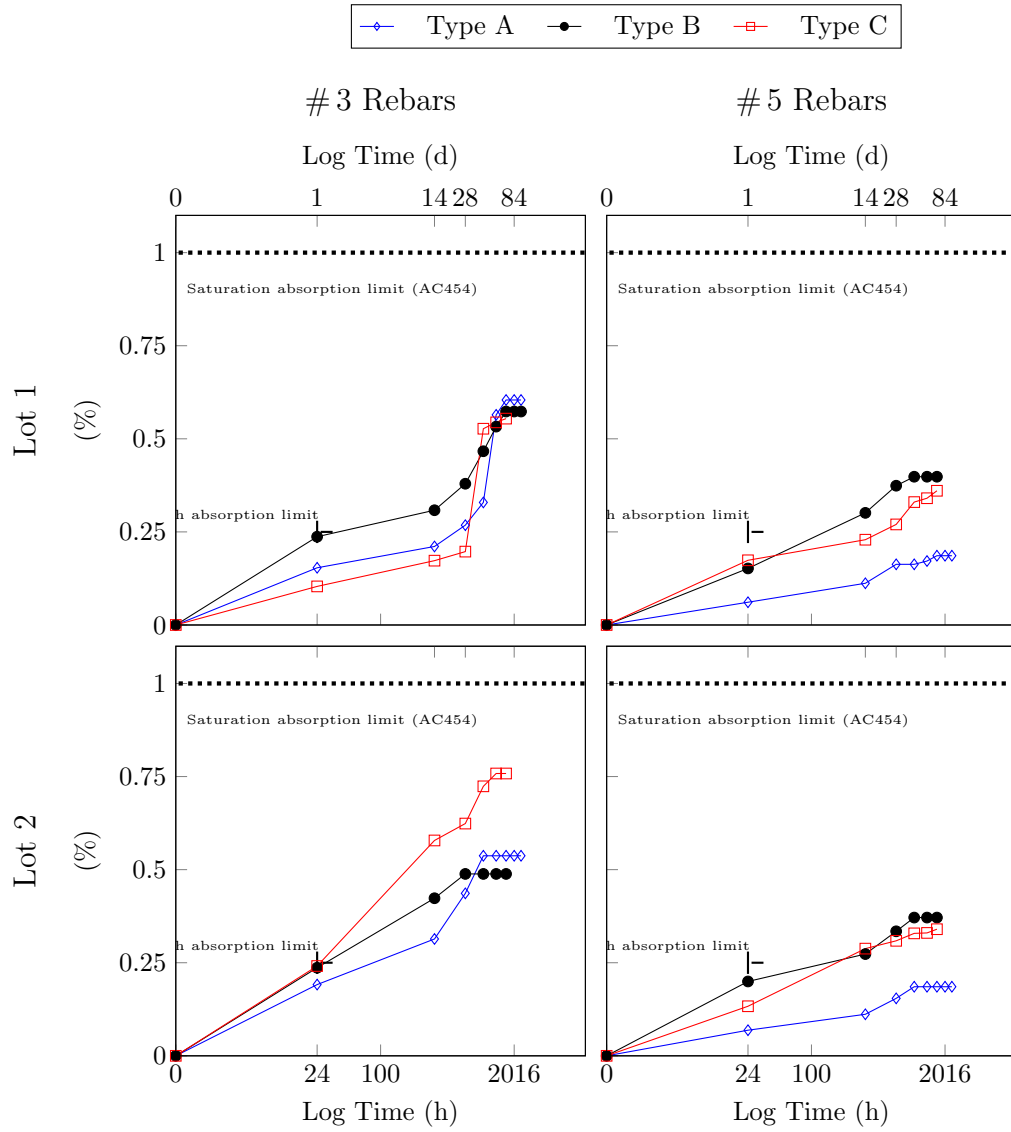 Type A Type B Type C
# 3 Rebars # 5 Rebars
Log Time (d) Log Time (d)
0 1 14 28 84 0 1 14 28 84
1
Saturation absorption limit (AC454) Saturation absorption limit (AC454)
0.75
Lot 1
(%)
0.5
h absorption limit h absorption limit
0.25
0
1
Saturation absorption limit (AC454) Saturation absorption limit (AC454)
0.75
Lot 2
(%)
0.5
h absorption limit h absorption limit
0.25
0
0 24 100 2016 0 24 100 2016
Log Time (h) Log Time (h)